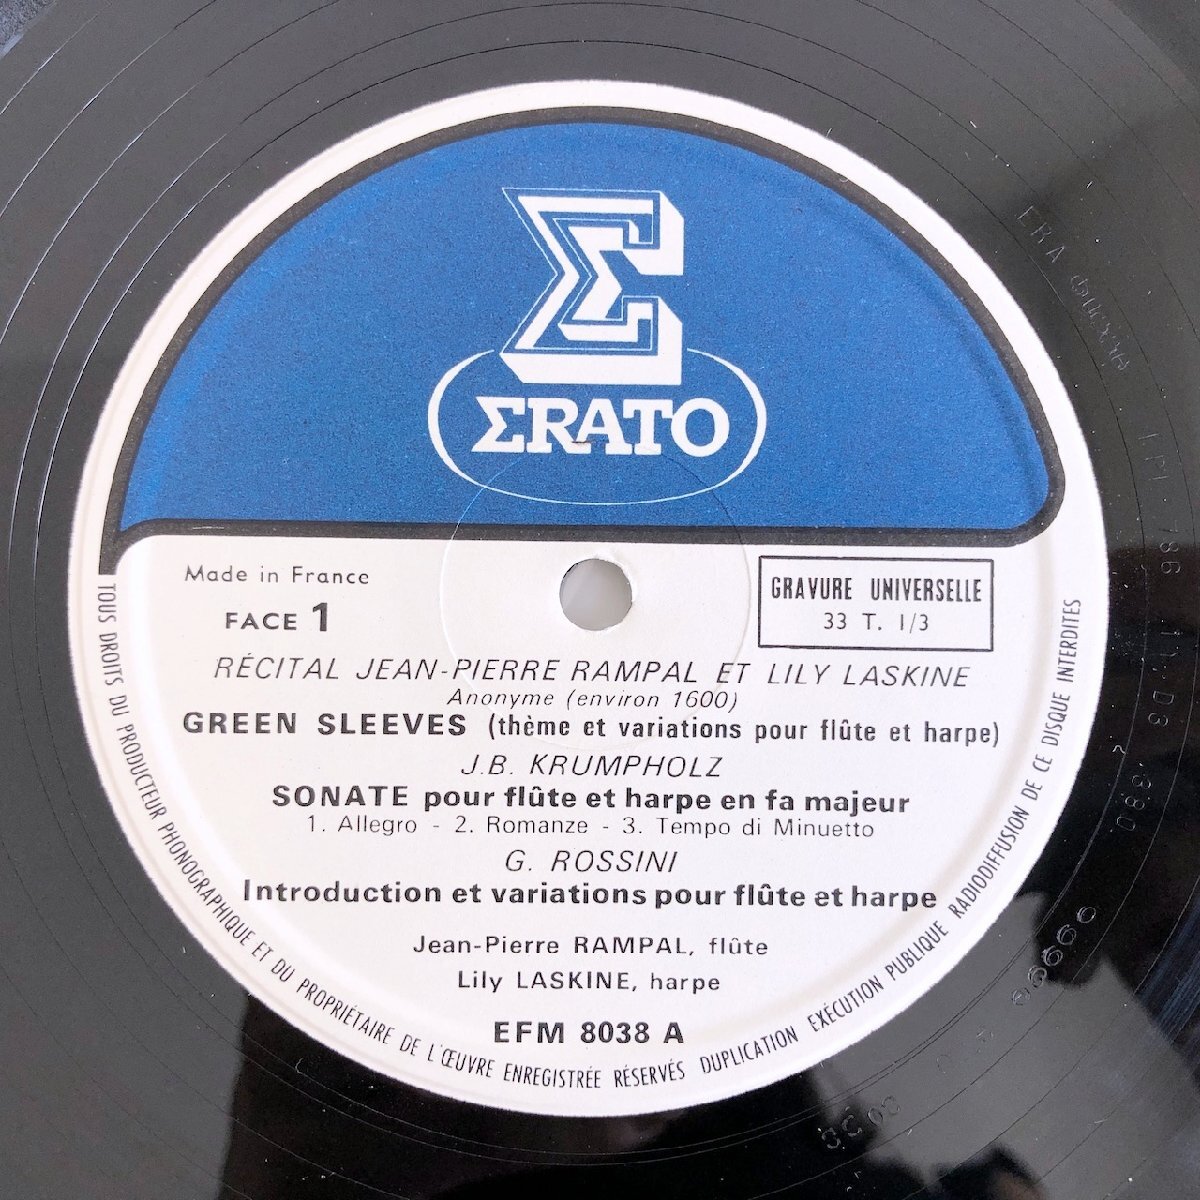 ΣRATO
Made in France
FACE 1
GRAVURE UNIVERSELLE
33 T. 1/3
RÉCITAL JEAN-PIERRE RAMPAL ET LILY LASKINE
Anonyme (environ 1600)
GREEN SLEEVES (thème et variations pour flûte et harpe)
J.B. KRUMPHOLZ
SONATE pour flûte et harpe en fa majeur
1. Allegro - 2. Romanze - 3. Tempo di Minuetto
G. ROSSINI
Introduction et variations pour flûte et harpe
Jean-Pierre RAMPAL, flûte
Lily LASKINE, harpe
EFM 8038 A
TOUS DROITS DU PRODUCTEUR PHONOGRAPHIQUE ET DU PROPRIÉTAIRE DE L'ŒUVRE ENREGISTRÉE RÉSERVÉS DUPLICATION EXÉCUTION PUBLIQUE RADIODIFFUSION DE CE DISQUE INTERDITES
ERA